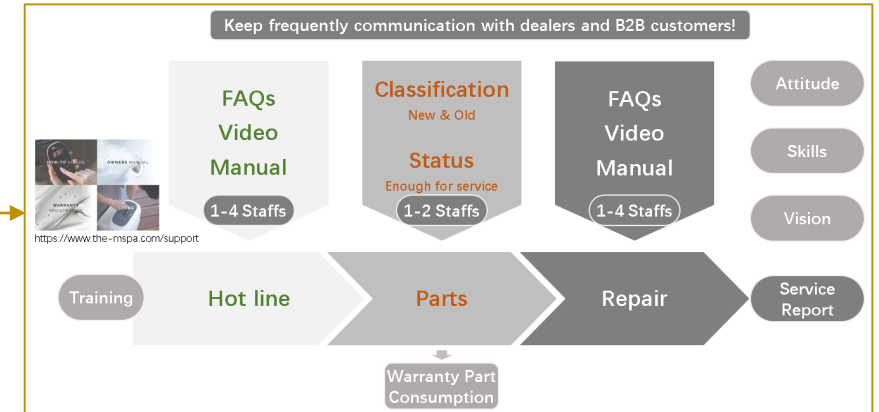 Keep frequently communication with dealers and B2B customers!
FAQs
Video
Manual
1-4 Staffs
Classification
New & Old
Status
Enough for service
1-2 Staffs
FAQs
Video
Manual
1-4 Staffs
Attitude
Skills
Vision
HOW-TO VIDEOS
OWNERS MANUAL
WARRANTY
REGISTRATION
FAQS
https://www.the-mspa.com/support
Training
Hot line
Parts
Repair
Service
Report
Warranty Part
Consumption